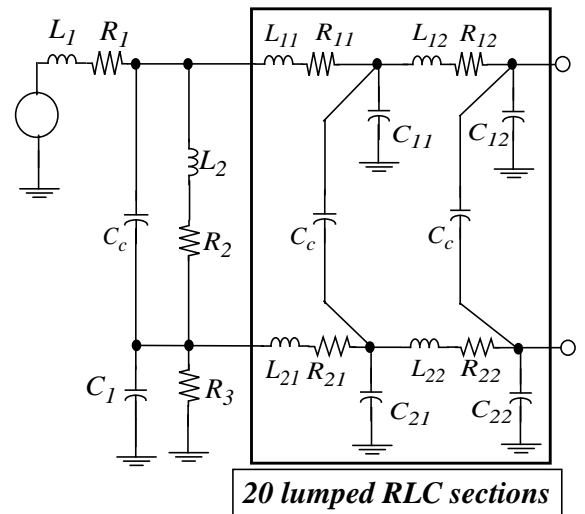 L1 R1 L11 R11 L12 R12
C11 C12
L2
Cc R2 Cc Cc
C1 R3 L21 R21 L22 R22
C21 C22
20 lumped RLC sections